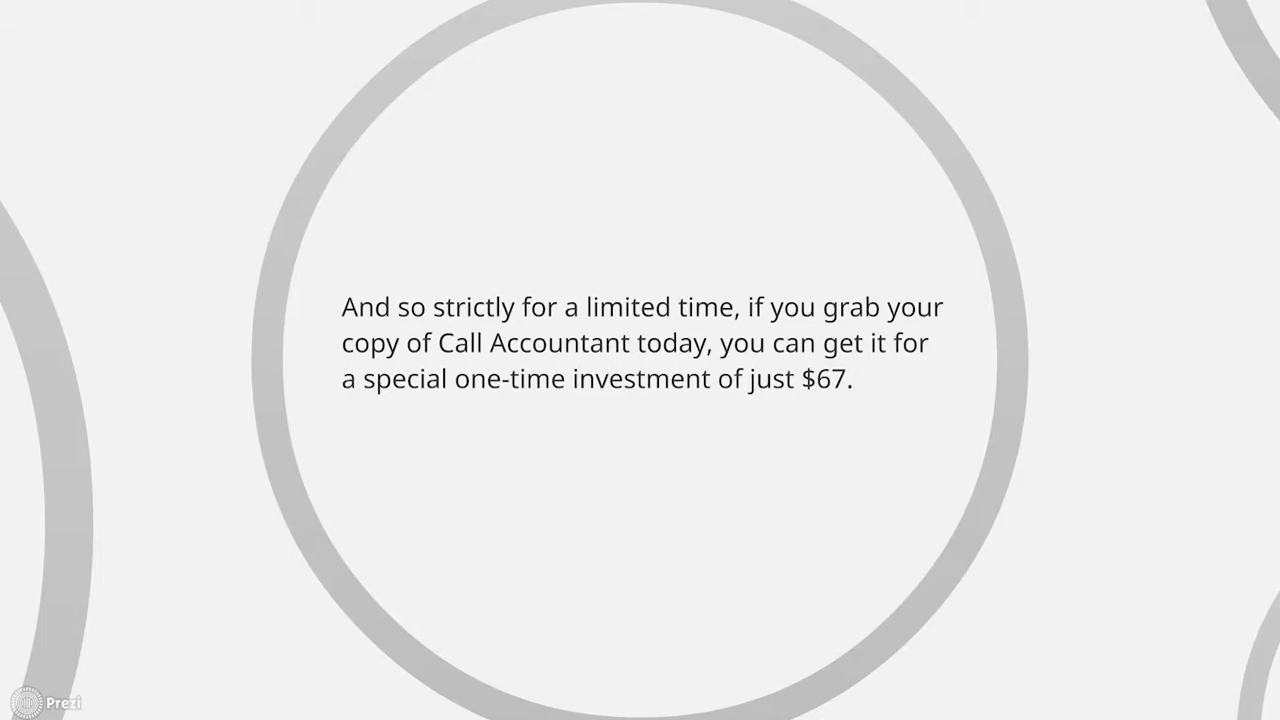 And so strictly for a limited time, if you grab your
copy of Call Accountant today, you can get it for
a special one-time investment of just $67.
Prezi